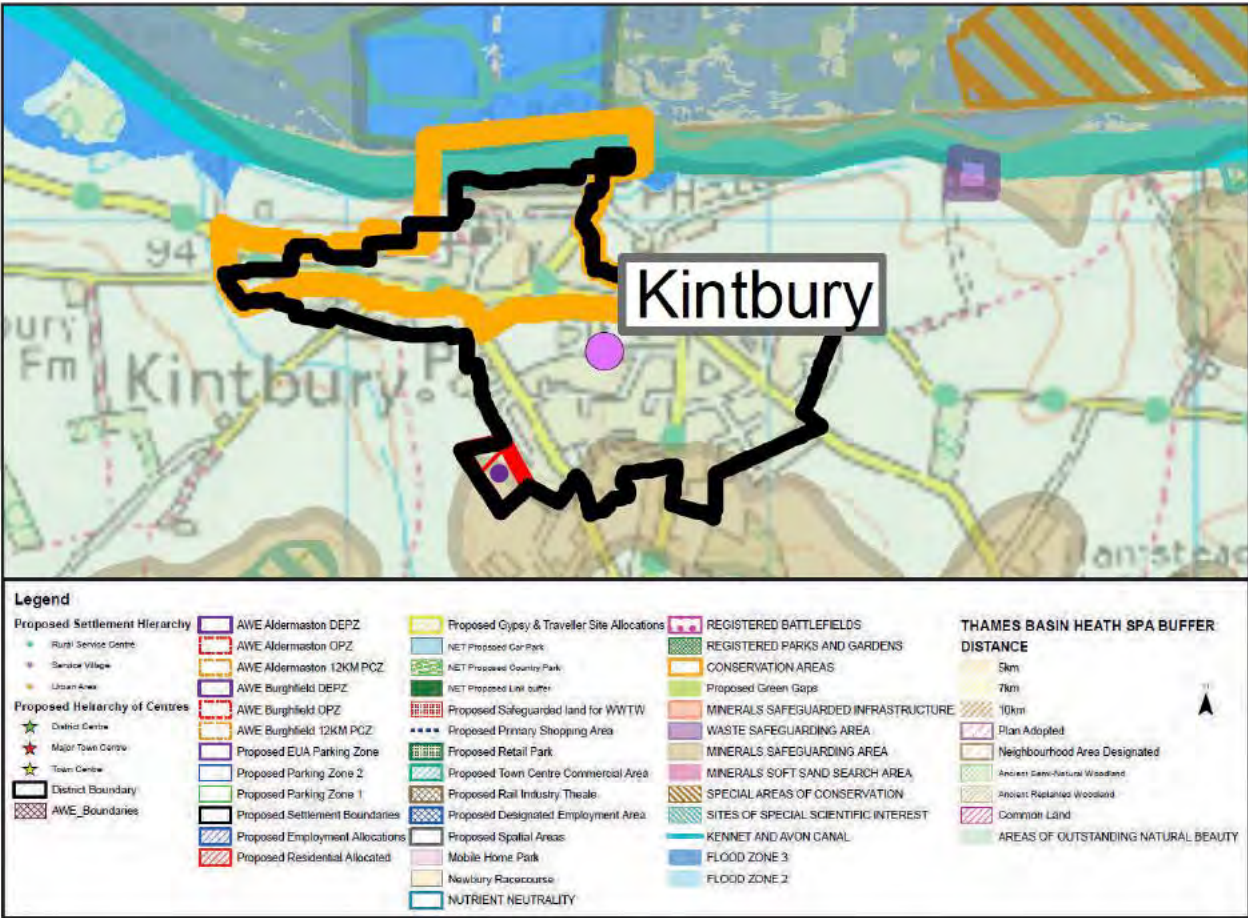 94
PH
Kintbury
Fm
Kintbury
Legend
Proposed Settlement Hierarchy
Rural Service Centre
Service Village
Urban Area
Proposed Heirarchy of Centres
District Centre
Major Town Centre
Town Centre
District Boundary
AWE_Boundaries
AWE Aldermaston DEPZ
AWE Aldermaston OPZ
AWE Aldermaston 12KM PCZ
AWE Burghfield DEPZ
AWE Burghfield OPZ
AWE Burghfield 12KM PCZ
Proposed EUA Parking Zone
Proposed Parking Zone 2
Proposed Parking Zone 1
Proposed Settlement Boundaries
Proposed Employment Allocations
Proposed Residential Allocated
Proposed Gypsy & Traveller Site Allocations
NET Proposed Car Park
NET Proposed Country Park
NET Proposed Link buffer
Proposed Safeguarded land for WWTW
Proposed Primary Shopping Area
Proposed Retail Park
Proposed Town Centre Commercial Area
Proposed Rail Industry Theale
Proposed Designated Employment Area
Proposed Spatial Areas
Mobile Home Park
Newbury Racecourse
NUTRIENT NEUTRALITY
REGISTERED BATTLEFIELDS
REGISTERED PARKS AND GARDENS
CONSERVATION AREAS
Proposed Green Gaps
MINERALS SAFEGUARDED INFRASTRUCTURE
WASTE SAFEGUARDING AREA
MINERALS SAFEGUARDING AREA
MINERALS SOFT SAND SEARCH AREA
SPECIAL AREAS OF CONSERVATION
SITES OF SPECIAL SCIENTIFIC INTEREST
KENNET AND AVON CANAL
FLOOD ZONE 3
FLOOD ZONE 2
THAMES BASIN HEATH SPA BUFFER
DISTANCE
5km
7km
10km
Plan Adopted
Neighbourhood Area Designated
Ancient Semi-Natural Woodland
Ancient Replanted Woodland
Common Land
AREAS OF OUTSTANDING NATURAL BEAUTY